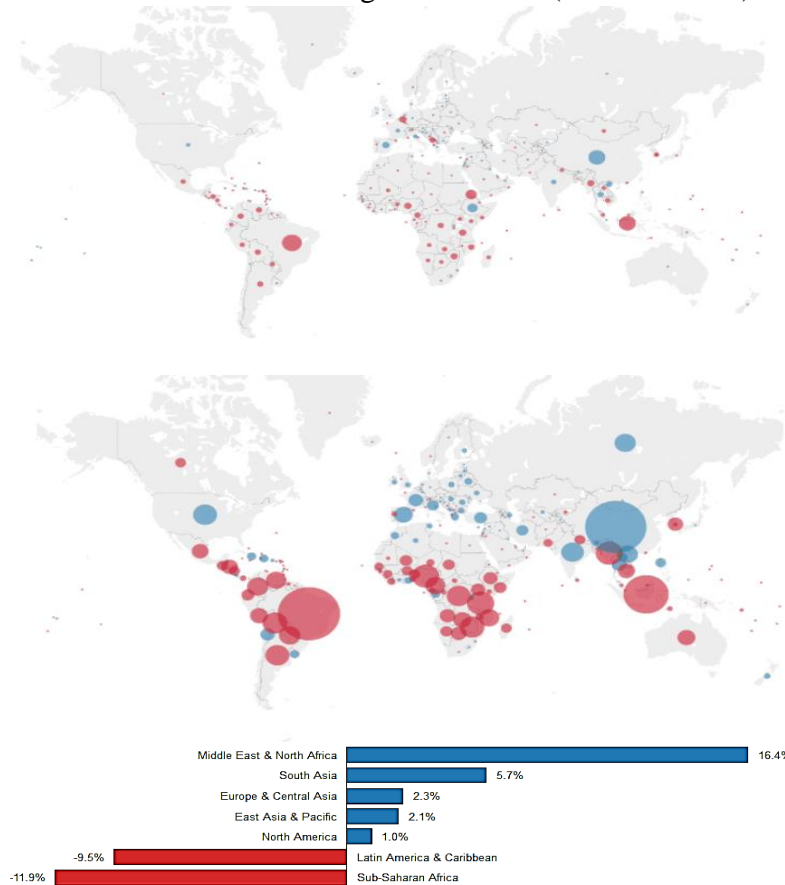 Middle East & North Africa 16.4%
South Asia 5.7%
Europe & Central Asia 2.3%
East Asia & Pacific 2.1%
North America 1.0%
-9.5% Latin America & Caribbean
-11.9% Sub-Saharan Africa